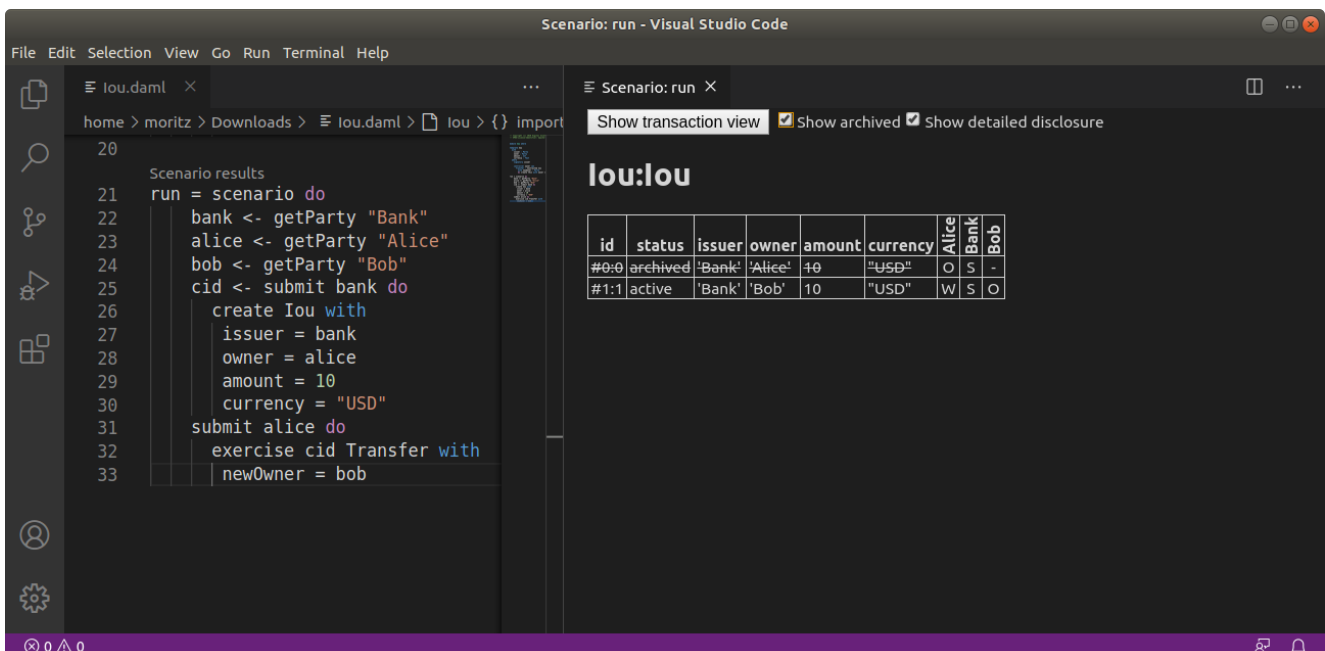 Scenario: run - Visual Studio Code
File Edit Selection View Go Run Terminal Help
Iou.daml
home > moritz > Downloads > Iou.daml > Iou > {} import
20
Scenario results
21 run = scenario do
22 bank <- getParty "Bank"
23 alice <- getParty "Alice"
24 bob <- getParty "Bob"
25 cid <- submit bank do
26 create Iou with
27 issuer = bank
28 owner = alice
29 amount = 10
30 currency = "USD"
31 submit alice do
32 exercise cid Transfer with
33 newOwner = bob
0 0
Scenario: run
Show transaction view Show archived Show detailed disclosure
Iou:Iou
id status issuer owner amount currency Alice Bank Bob
#0:0 archived 'Bank' 'Alice' 10 "USD" O S -
#1:1 active 'Bank' 'Bob' 10 "USD" W S O